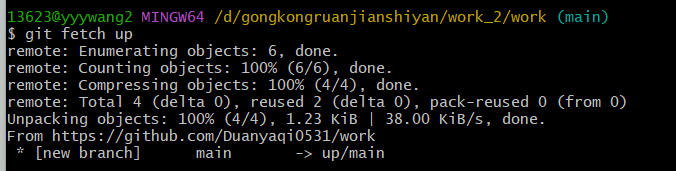 13623@yyywang2 MINGW64 /d/gongkongruanjianshiyan/work_2/work (main)
$ git fetch up
remote: Enumerating objects: 6, done.
remote: Counting objects: 100% (6/6), done.
remote: Compressing objects: 100% (4/4), done.
remote: Total 4 (delta 0), reused 2 (delta 0), pack-reused 0 (from 0)
Unpacking objects: 100% (4/4), 1.23 KiB | 38.00 KiB/s, done.
From https://github.com/Duanyaqi0531/work
 * [new branch]      main       -> up/main